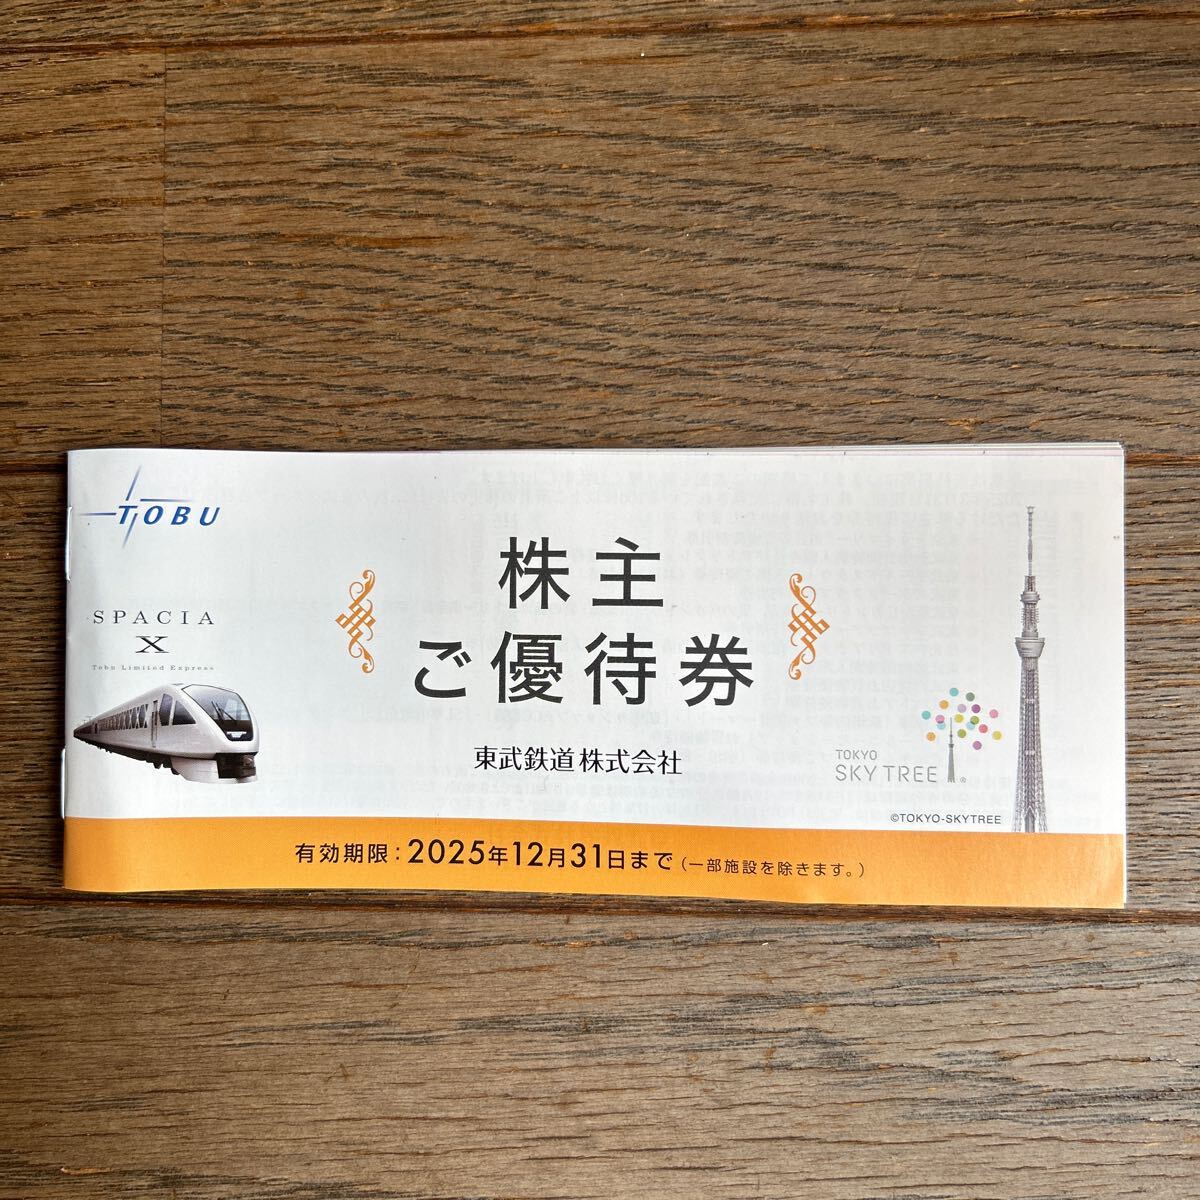 TOBU
SPACIA
X
Tobu Limited Express
株主
ご優待券
東武鉄道株式会社
TOKYO
SKYTREE®
©TOKYO-SKYTREE
有効期限：2025年12月31日まで（一部施設を除きます。）